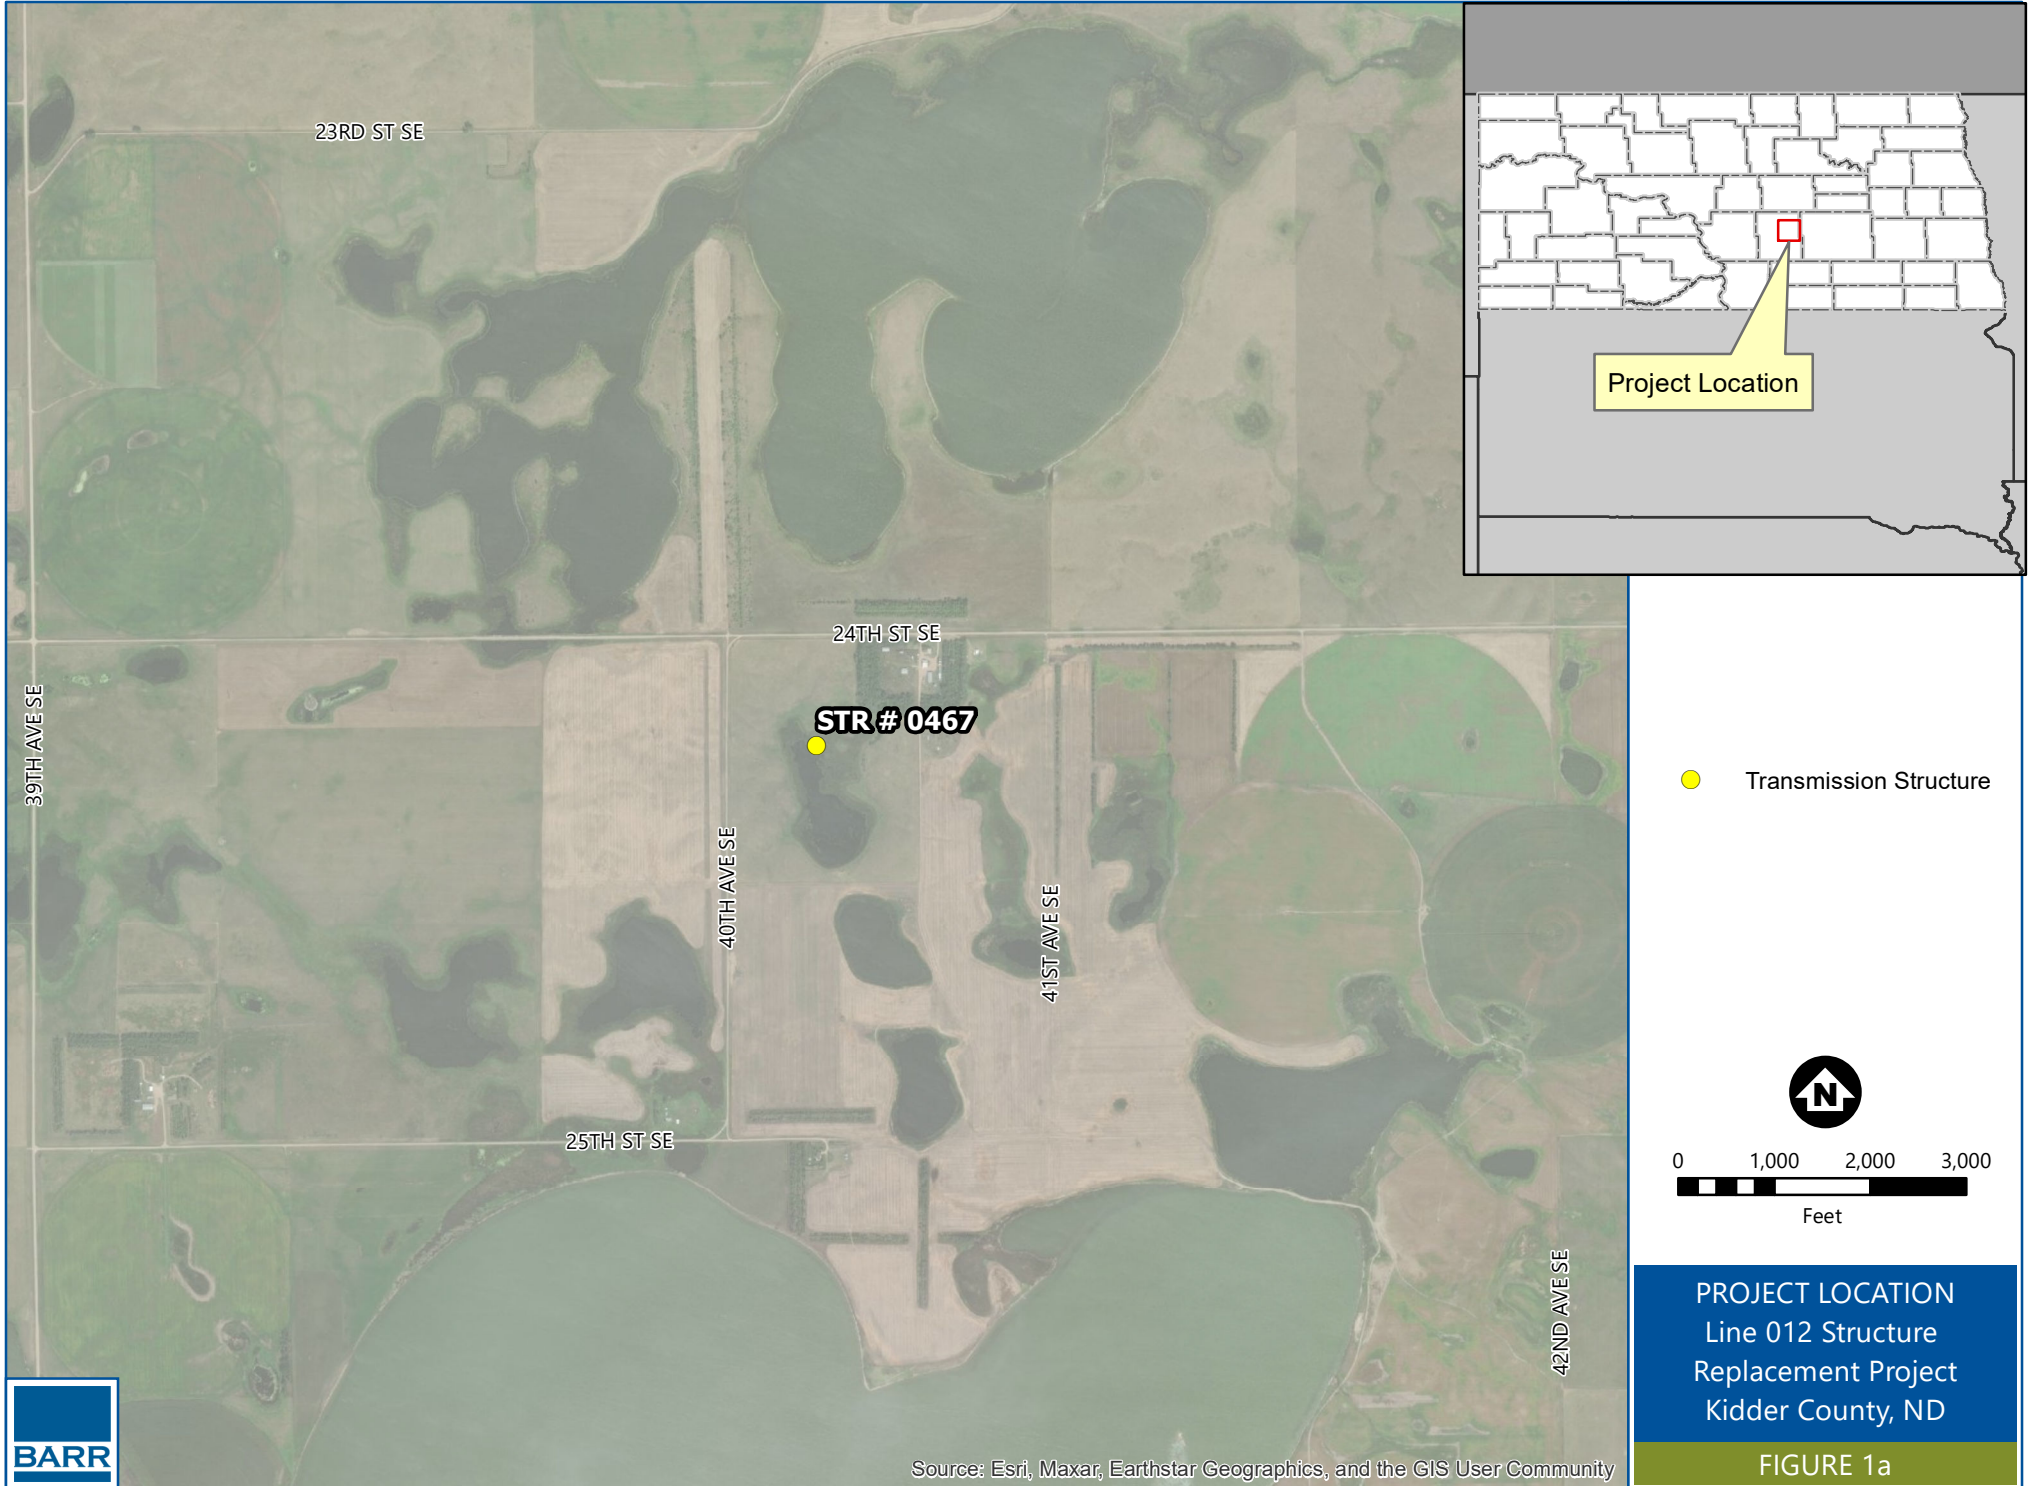 23RD ST SE
Project Location
24TH ST SE
STR # 0467
39TH AVE SE
40TH AVE SE
41ST AVE SE
25TH ST SE
42ND AVE SE
Transmission Structure
N
0 1,000 2,000 3,000
Feet
PROJECT LOCATION
Line 012 Structure
Replacement Project
Kidder County, ND
FIGURE 1a
BARR
Source: Esri, Maxar, Earthstar Geographics, and the GIS User Community